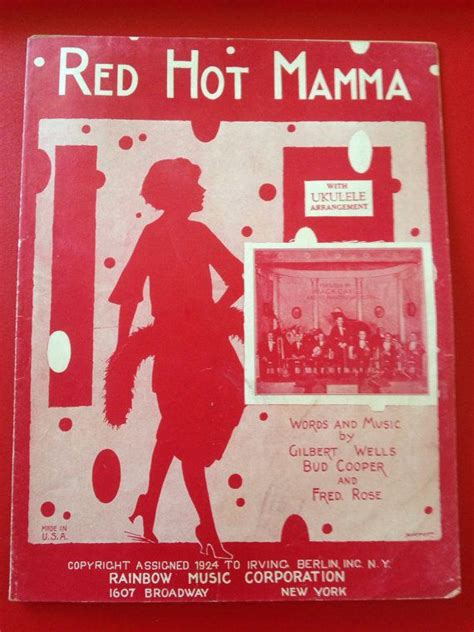 RED HOT MAMMA
WITH
UKULELE
ARRANGEMENT
WORDS AND MUSIC
by
GILBERT WELLS
BUD COOPER
AND
FRED. ROSE
MADE IN
U.S.A.
COPYRIGHT ASSIGNED 1924 TO IRVING BERLIN, INC. N.Y.
RAINBOW MUSIC CORPORATION
1607 BROADWAY NEW YORK